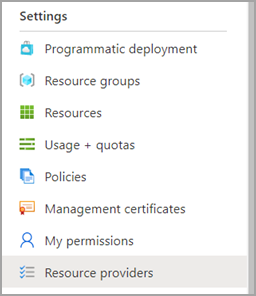 Settings
Programmatic deployment
Resource groups
Resources
Usage + quotas
Policies
Management certificates
My permissions
Resource providers